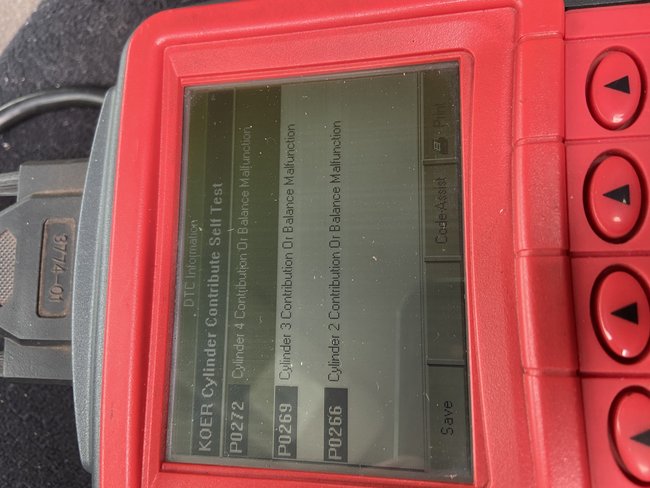 DTC Information
KOER Cylinder Contribute Self Test
P0272 Cylinder 4 Contribution Or Balance Malfunction
P0269 Cylinder 3 Contribution Or Balance Malfunction
P0266 Cylinder 2 Contribution Or Balance Malfunction
Save Code Assist Print
3774-01